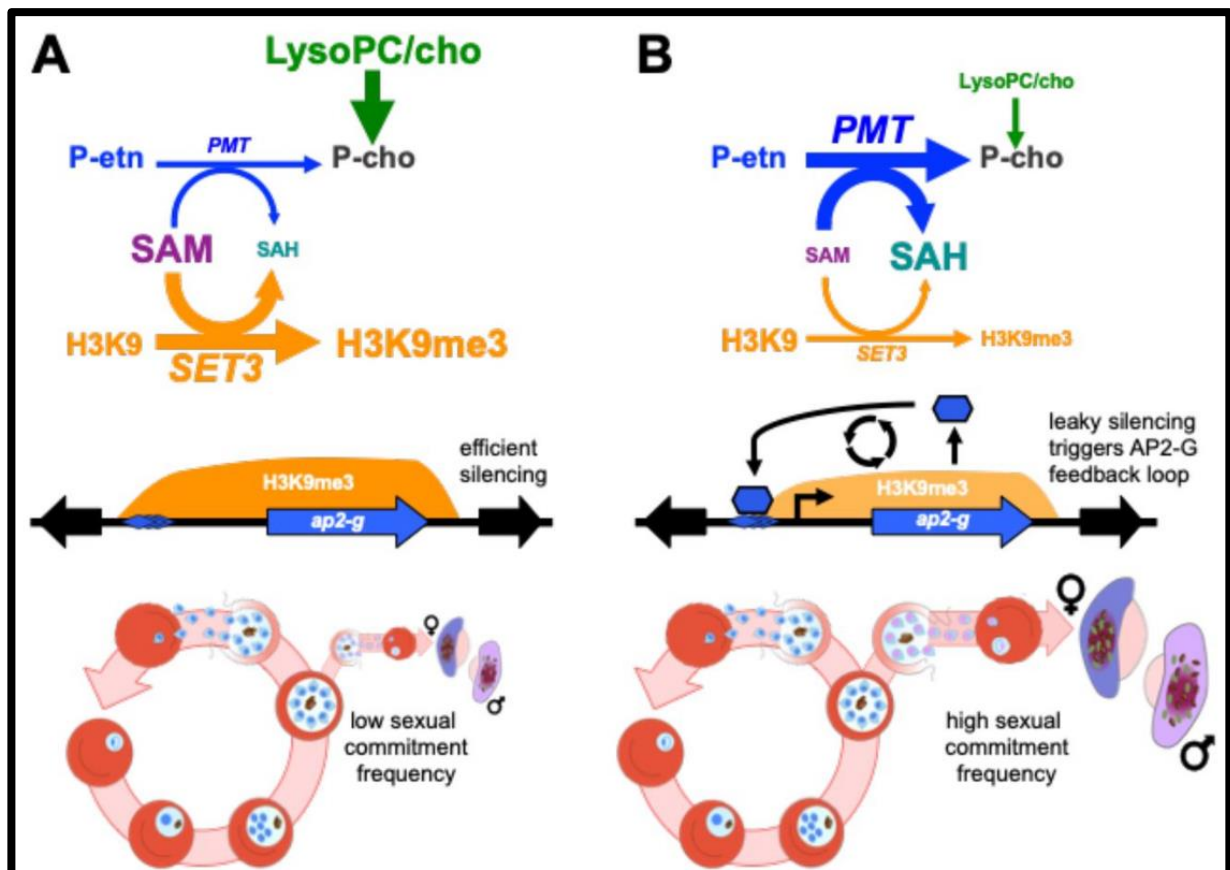 A
LysoPC/cho
PMT
P-etn
P-cho
SAM
SAH
H3K9
H3K9me3
SET3
efficient
silencing
H3K9me3
ap2-g
♀
♂
low sexual
commitment
frequency
B
LysoPC/cho
PMT
P-etn
P-cho
SAM
SAH
H3K9
H3K9me3
SET3
leaky silencing
triggers AP2-G
feedback loop
H3K9me3
ap2-g
♀
♂
high sexual
commitment
frequency